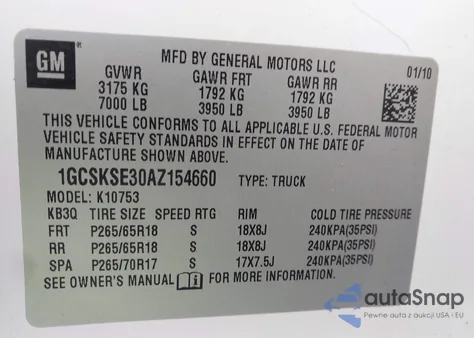 GM
MFD BY GENERAL MOTORS LLC
GVWR GAWR FRT GAWR RR 01/10
3175 KG 1792 KG 1792 KG
7000 LB 3950 LB 3950 LB
THIS VEHICLE CONFORMS TO ALL APPLICABLE U.S. FEDERAL MOTOR
VEHICLE SAFETY STANDARDS IN EFFECT ON THE DATE OF
MANUFACTURE SHOWN ABOVE.
1GCSKSE30AZ154660 TYPE: TRUCK
MODEL: K10753
KB3Q TIRE SIZE SPEED RTG RIM COLD TIRE PRESSURE
FRT P265/65R18 S 18X8J 240KPA(35PSI)
RR P265/65R18 S 18X8J 240KPA(35PSI)
SPA P265/70R17 S 17X7.5J 240KPA(35PSI)
SEE OWNER'S MANUAL FOR MORE INFORMATION.
autoSnap
Pewne auta z aukcji USA i EU